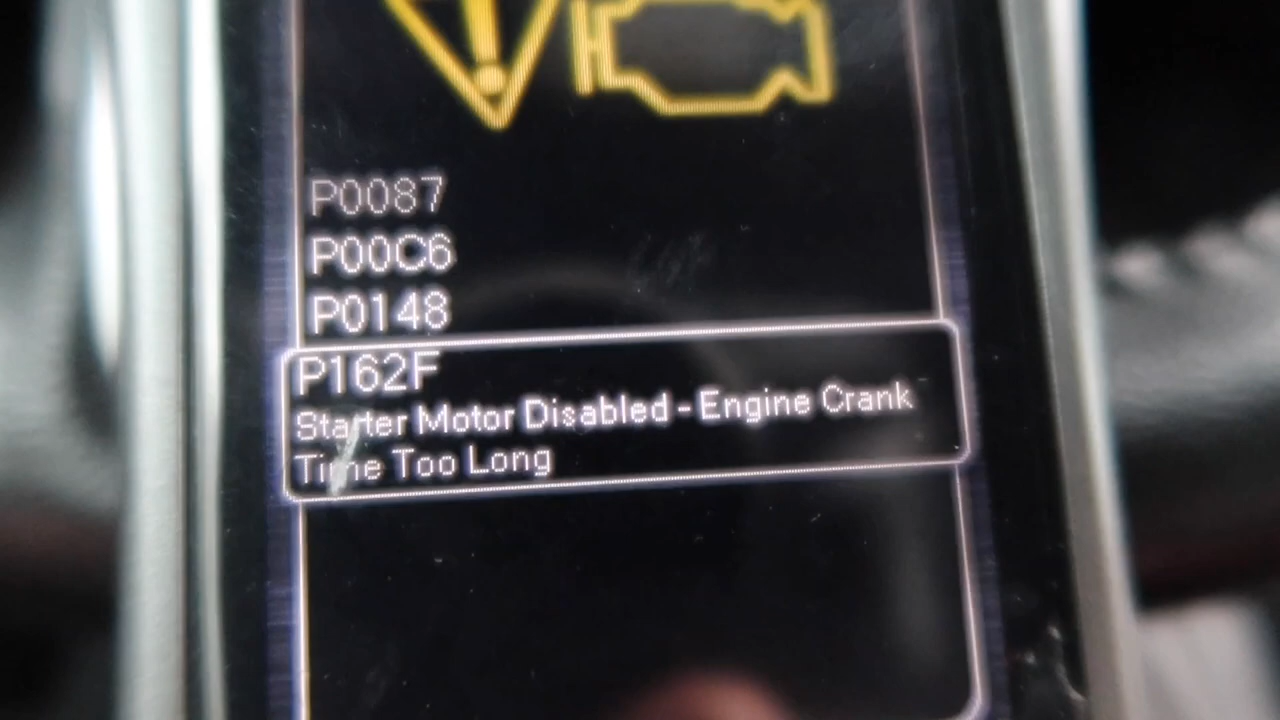 P0087
P00C6
P0148
P162F
Starter Motor Disabled - Engine Crank
Time Too Long